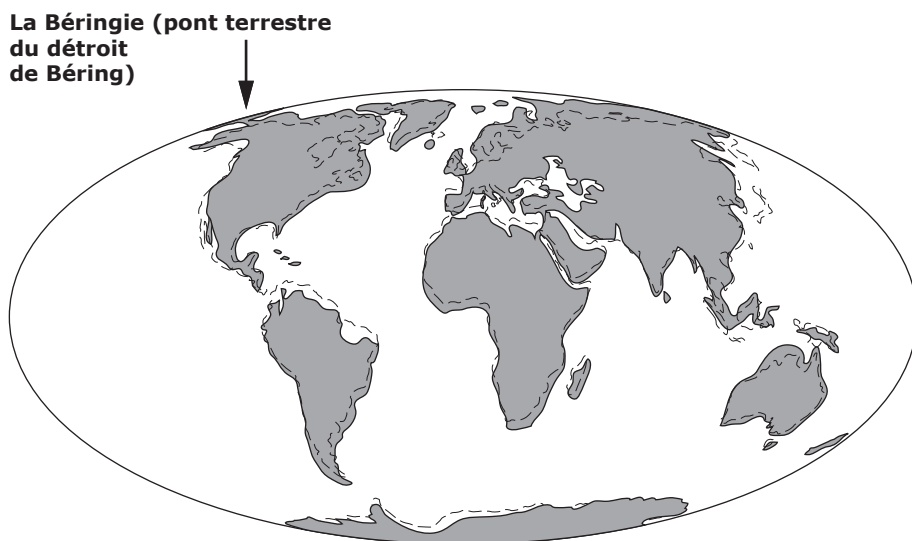 La Béringie (pont terrestre
du détroit
de Béring)